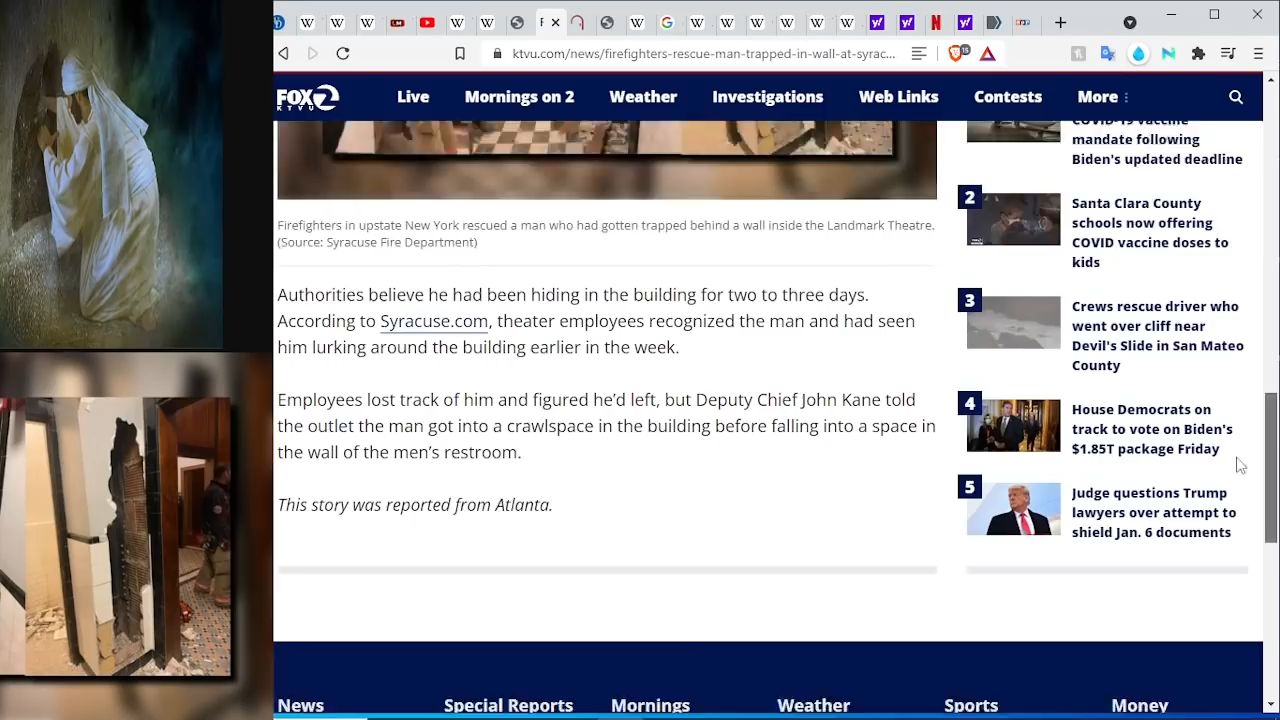 ktvu.com/news/firefighters-rescue-man-trapped-in-wall-at-syrac...
15
FOX 2
KTVU
Live
Mornings on 2
Weather
Investigations
Web Links
Contests
More
Firefighters in upstate New York rescued a man who had gotten trapped behind a wall inside the Landmark Theatre.
(Source: Syracuse Fire Department)
Authorities believe he had been hiding in the building for two to three days.
According to Syracuse.com, theater employees recognized the man and had seen
him lurking around the building earlier in the week.
Employees lost track of him and figured he'd left, but Deputy Chief John Kane told
the outlet the man got into a crawlspace in the building before falling into a space in
the wall of the men's restroom.
This story was reported from Atlanta.
COVID-19 vaccine
mandate following
Biden's updated deadline
2
Santa Clara County
schools now offering
COVID vaccine doses to
kids
3
Crews rescue driver who
went over cliff near
Devil's Slide in San Mateo
County
4
House Democrats on
track to vote on Biden's
$1.85T package Friday
5
Judge questions Trump
lawyers over attempt to
shield Jan. 6 documents
News
Special Reports
Mornings
Weather
Sports
Money